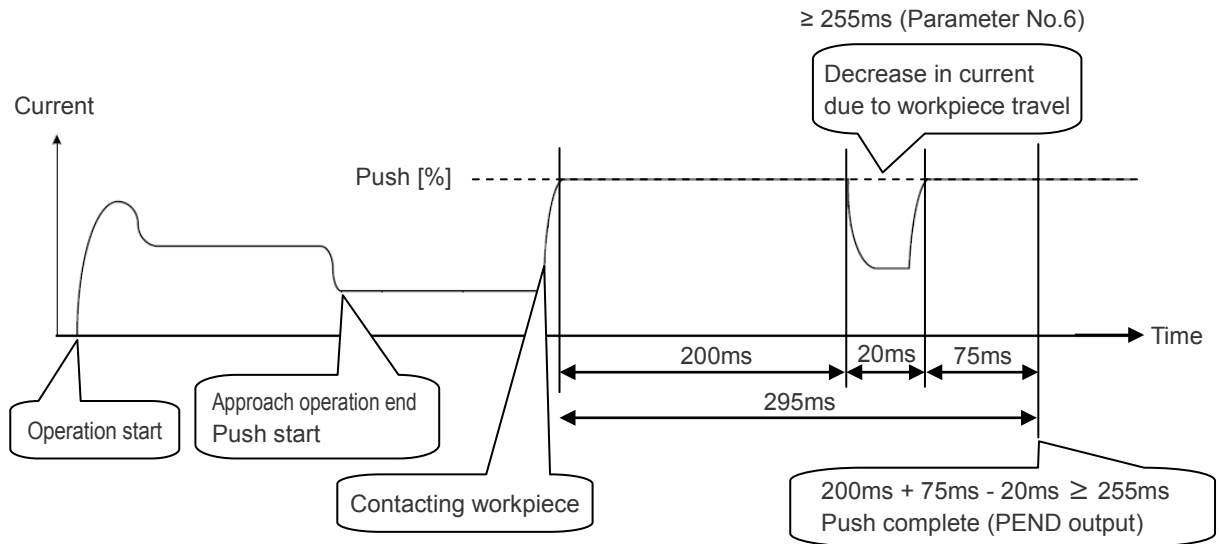 ≥ 255ms (Parameter No.6)
Decrease in current
due to workpiece travel
Current
Push [%]
Time
200ms
20ms
75ms
295ms
Operation start
Approach operation end
Push start
Contacting workpiece
200ms + 75ms - 20ms ≥ 255ms
Push complete (PEND output)